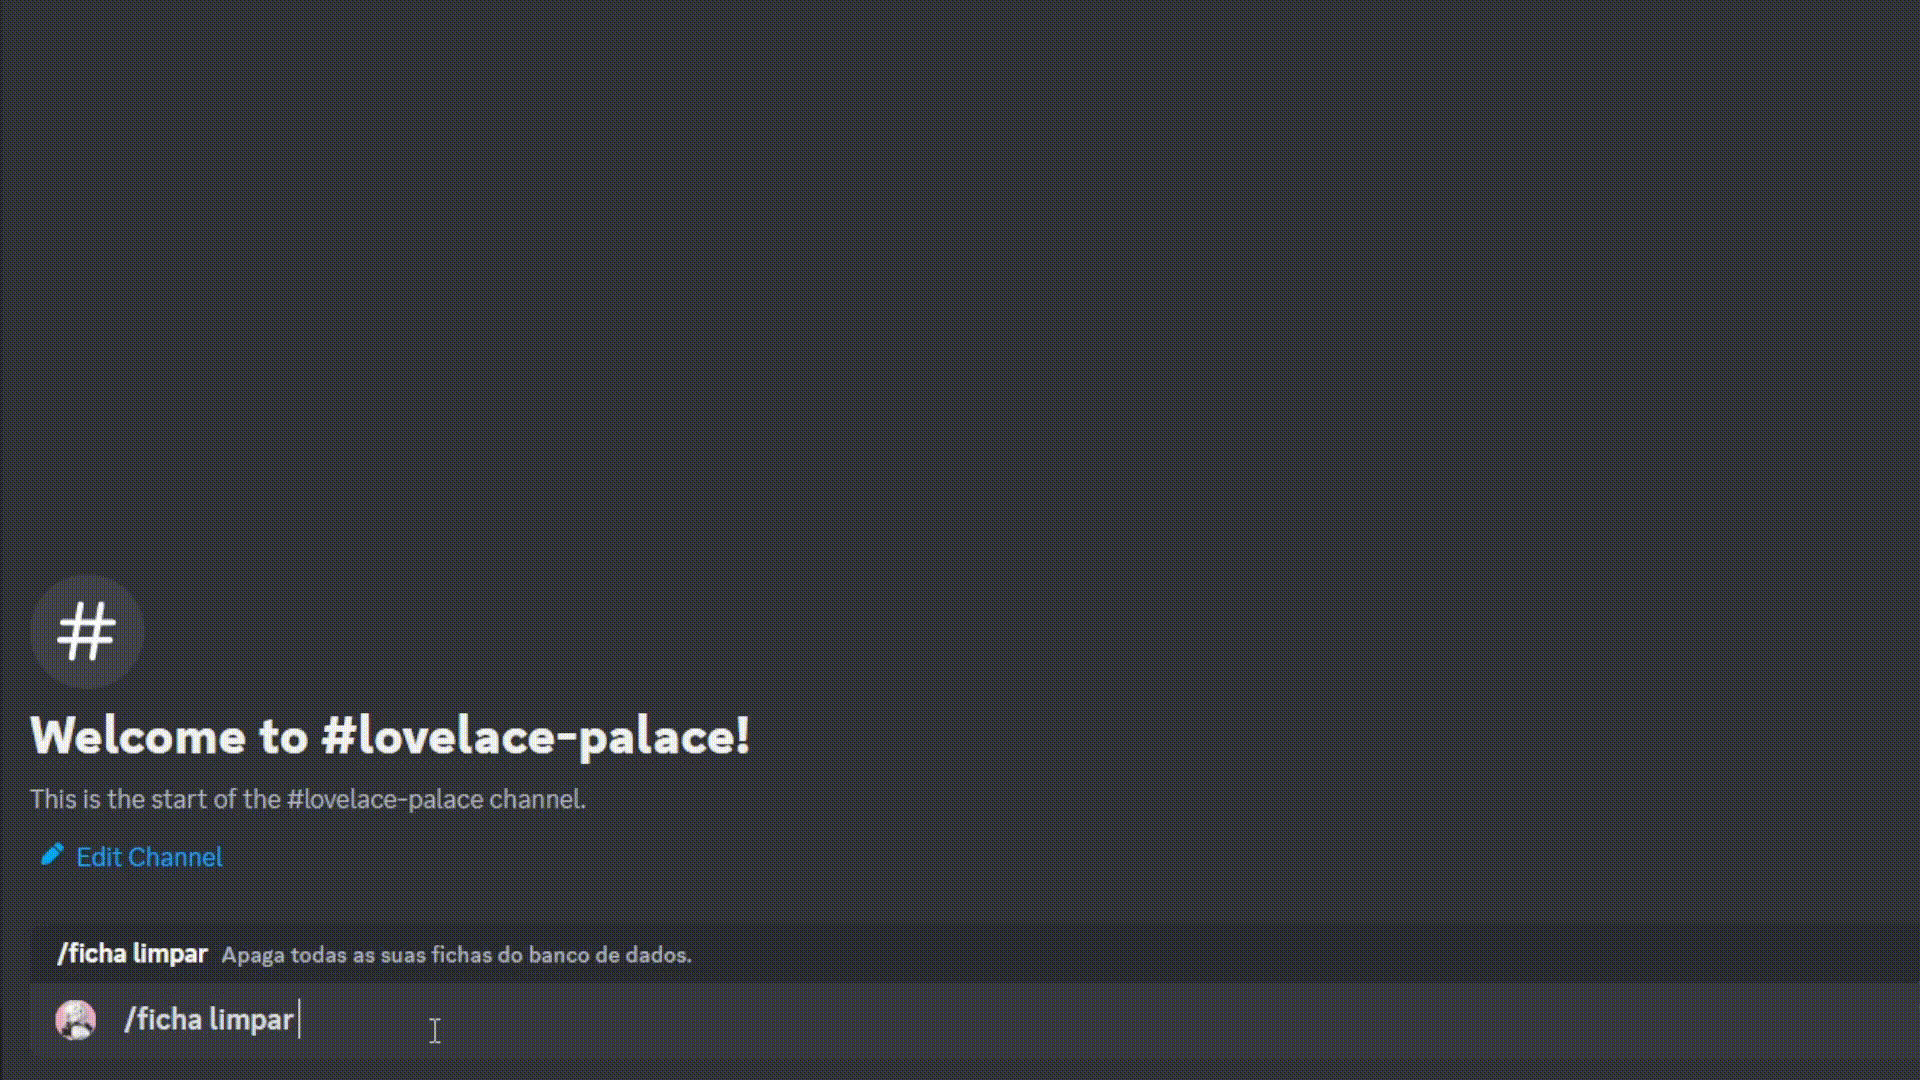 #
Welcome to #lovelace-palace!
This is the start of the #lovelace-palace channel.
Edit Channel
/ficha limpar Apaga todas as suas fichas do banco de dados.
/ficha limpar